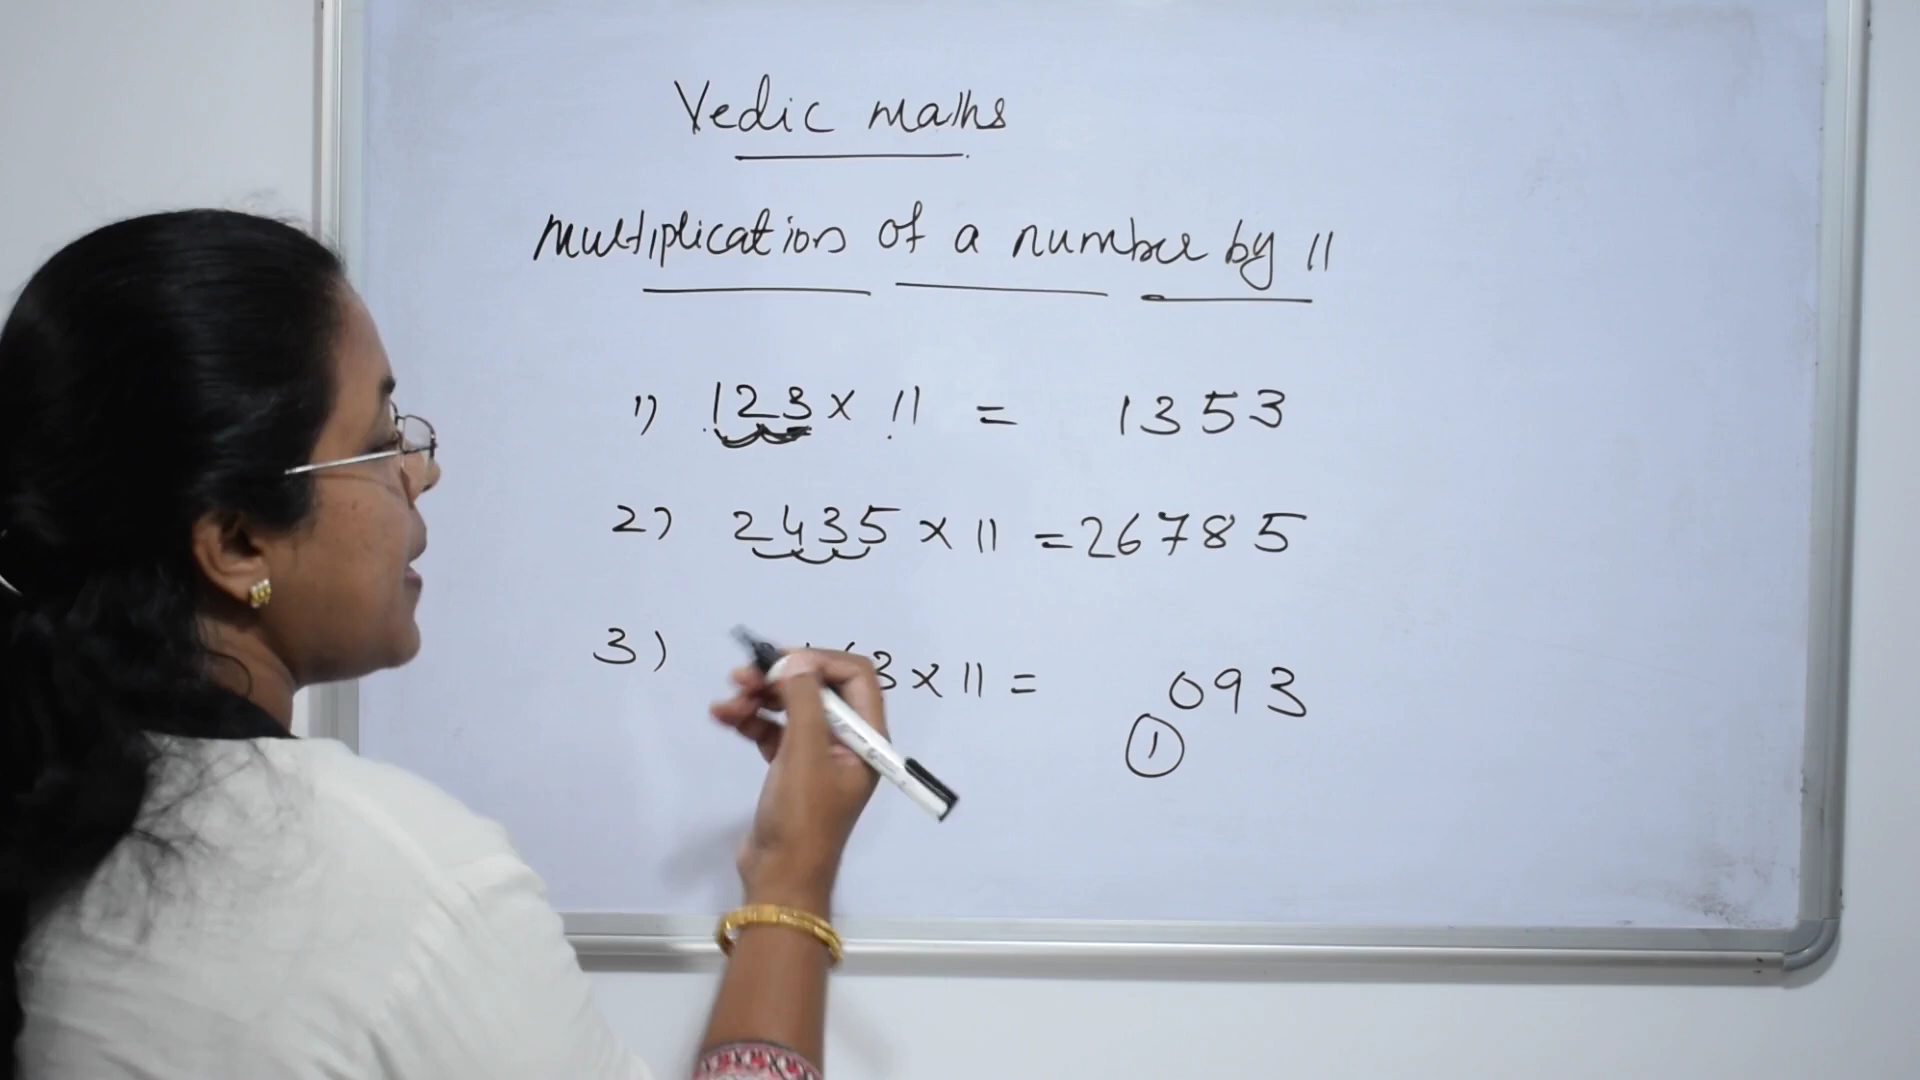 Vedic maths
Multiplication of a number by 11
1) 123 x 11 = 1353
2) 2435 x 11 = 26785
3) 3 x 11 = 093
1